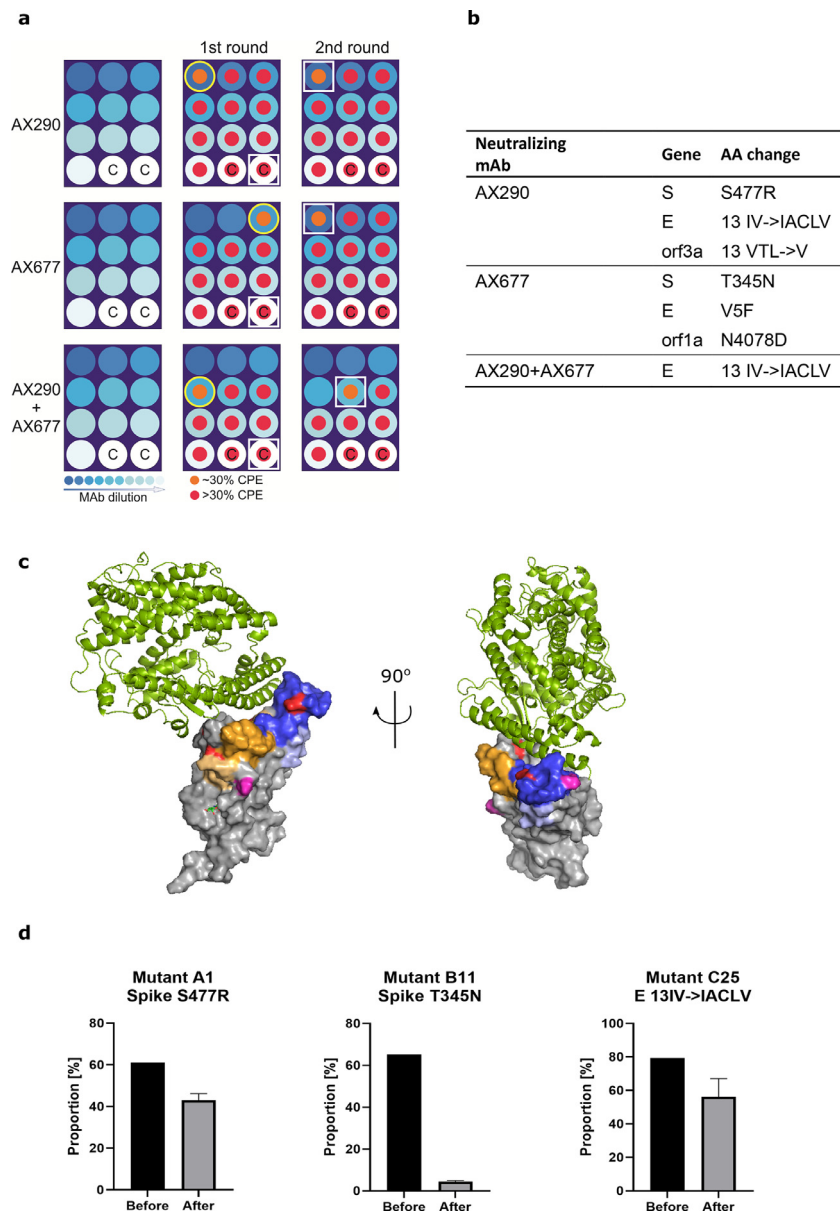 a
1st round 2nd round
AX290
C C C C C C
AX677
C C C C C C
AX290
+
AX677
C C C C C C
MAb dilution
~30% CPE
>30% CPE
b
Neutralizing mAb Gene AA change
AX290 S S477R
E 13 IV->IACLV
orf3a 13 VTL->V
AX677 S T345N
E V5F
orf1a N4078D
AX290+AX677 E 13 IV->IACLV
c
90º
d
Mutant A1
Spike S477R
Proportion [%]
80
60
40
20
0
Before After
Mutant B11
Spike T345N
Proportion [%]
80
60
40
20
0
Before After
Mutant C25
E 13IV->IACLV
Proportion [%]
100
80
60
40
20
0
Before After